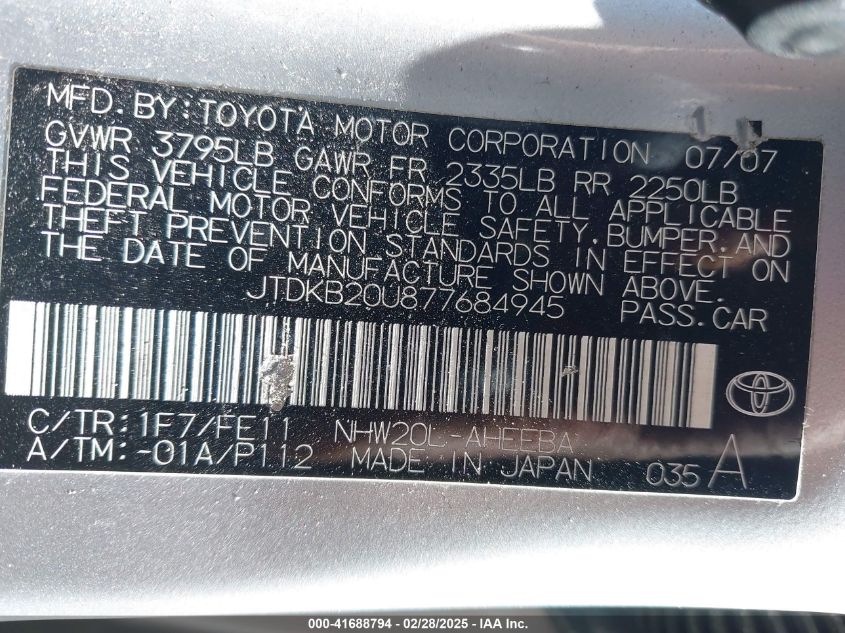 MFD. BY: TOYOTA MOTOR CORPORATION 07/07
GVWR 3795LB GAWR FR 2335LB RR 2250LB
THIS VEHICLE CONFORMS TO ALL APPLICABLE
FEDERAL MOTOR VEHICLE SAFETY, BUMPER, AND
THEFT PREVENTION STANDARDS IN EFFECT ON
THE DATE OF MANUFACTURE SHOWN ABOVE.
JTDKB20U877684945 PASS. CAR
C/TR: 1F7/FE11 NHW20L-AHEEBA
A/TM: -01A/P112 MADE IN JAPAN 035 A
000-41688794 - 02/28/2025 - IAA Inc.